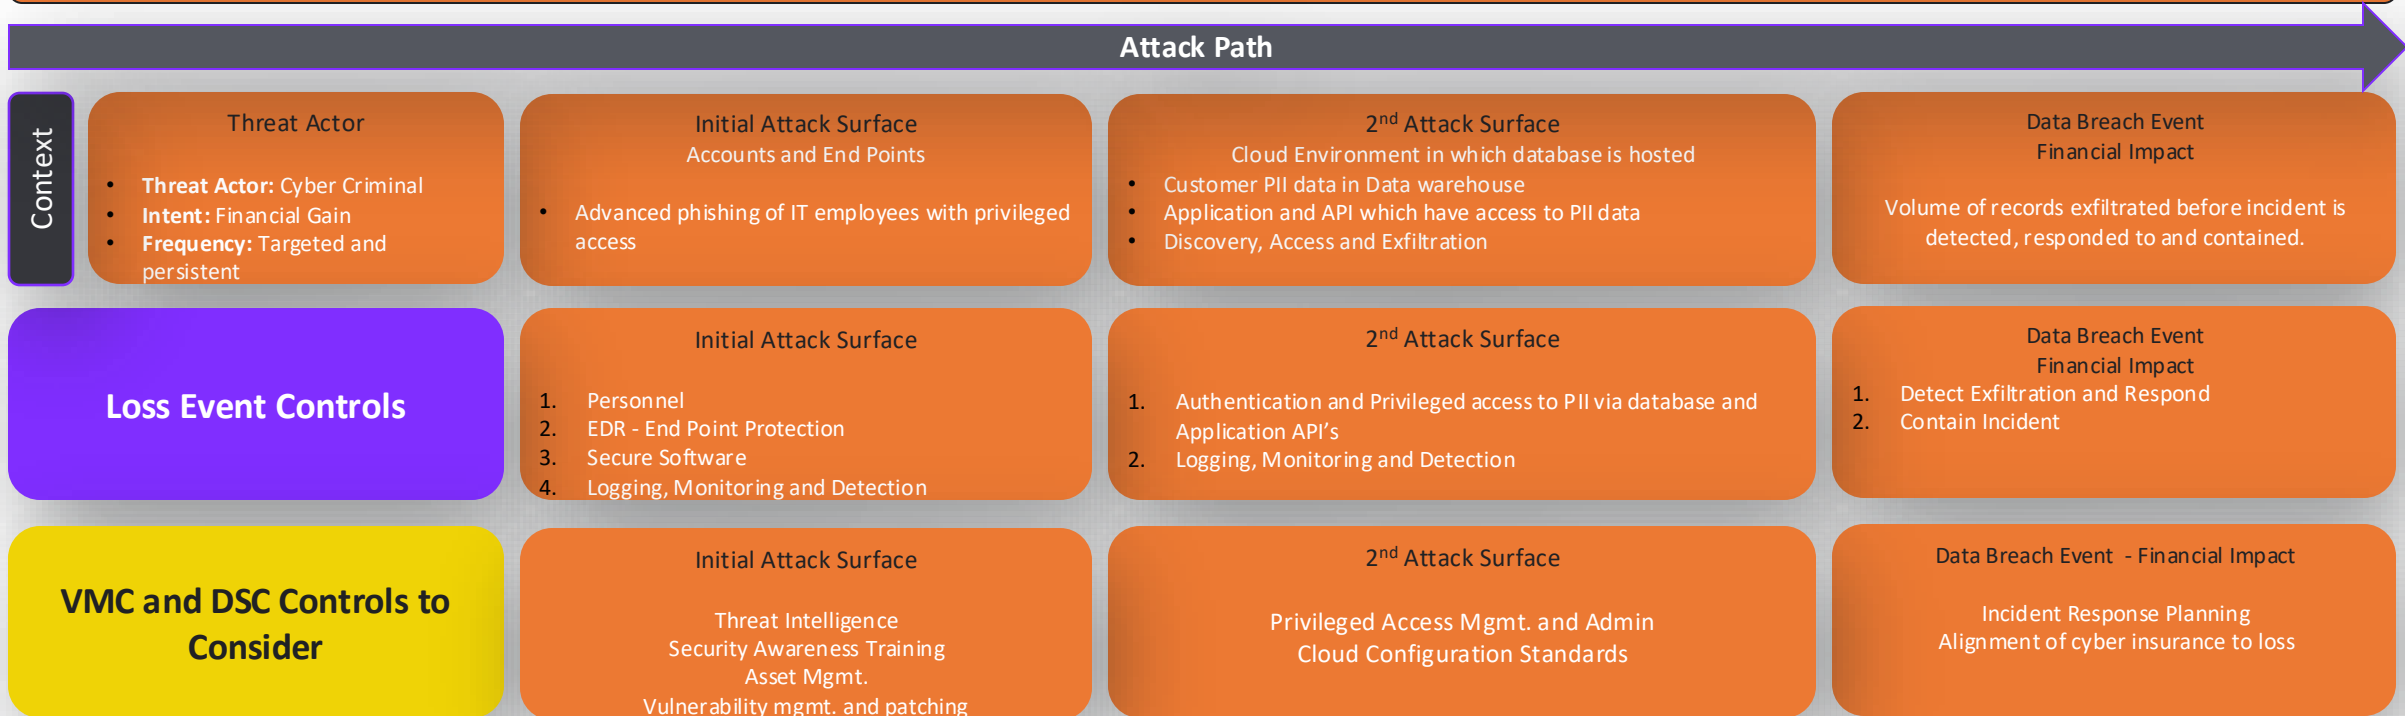 Attack Path
Context
Threat Actor
• Threat Actor: Cyber Criminal
• Intent: Financial Gain
• Frequency: Targeted and
persistent
Initial Attack Surface
Accounts and End Points
• Advanced phishing of IT employees with privileged
access
2nd Attack Surface
Cloud Environment in which database is hosted
• Customer PII data in Data warehouse
• Application and API which have access to PII data
• Discovery, Access and Exfiltration
Data Breach Event
Financial Impact
Volume of records exfiltrated before incident is
detected, responded to and contained.
Loss Event Controls
Initial Attack Surface
1. Personnel
2. EDR - End Point Protection
3. Secure Software
4. Logging, Monitoring and Detection
2nd Attack Surface
1. Authentication and Privileged access to PII via database and
Application API's
2. Logging, Monitoring and Detection
Data Breach Event
Financial Impact
1. Detect Exfiltration and Respond
2. Contain Incident
VMC and DSC Controls to
Consider
Initial Attack Surface
Threat Intelligence
Security Awareness Training
Asset Mgmt.
Vulnerability mgmt. and patching
2nd Attack Surface
Privileged Access Mgmt. and Admin
Cloud Configuration Standards
Data Breach Event - Financial Impact
Incident Response Planning
Alignment of cyber insurance to loss